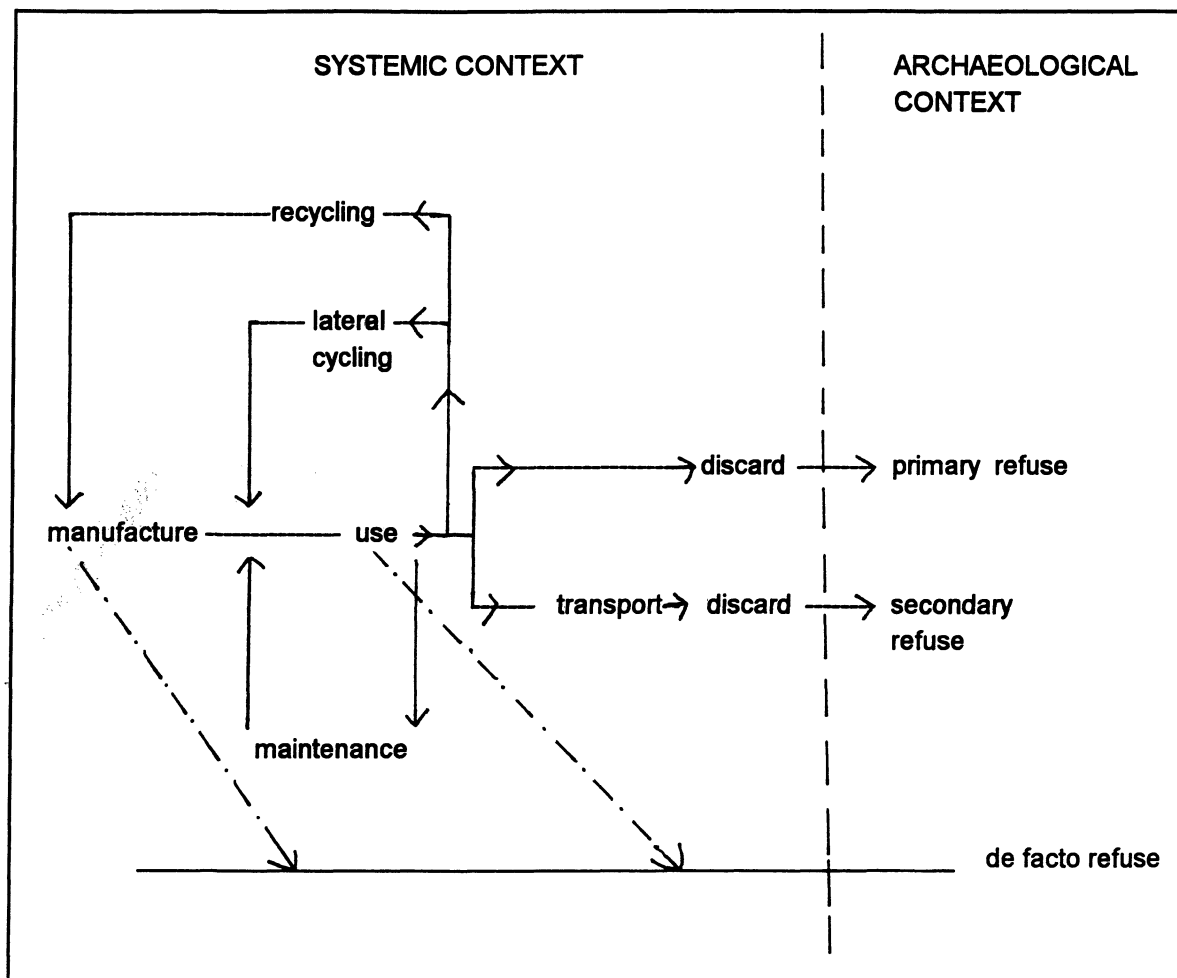 SYSTEMIC CONTEXT
ARCHAEOLOGICAL
CONTEXT
recycling
lateral
cycling
discard
primary refuse
manufacture
use
transport
discard
secondary
refuse
maintenance
de facto refuse